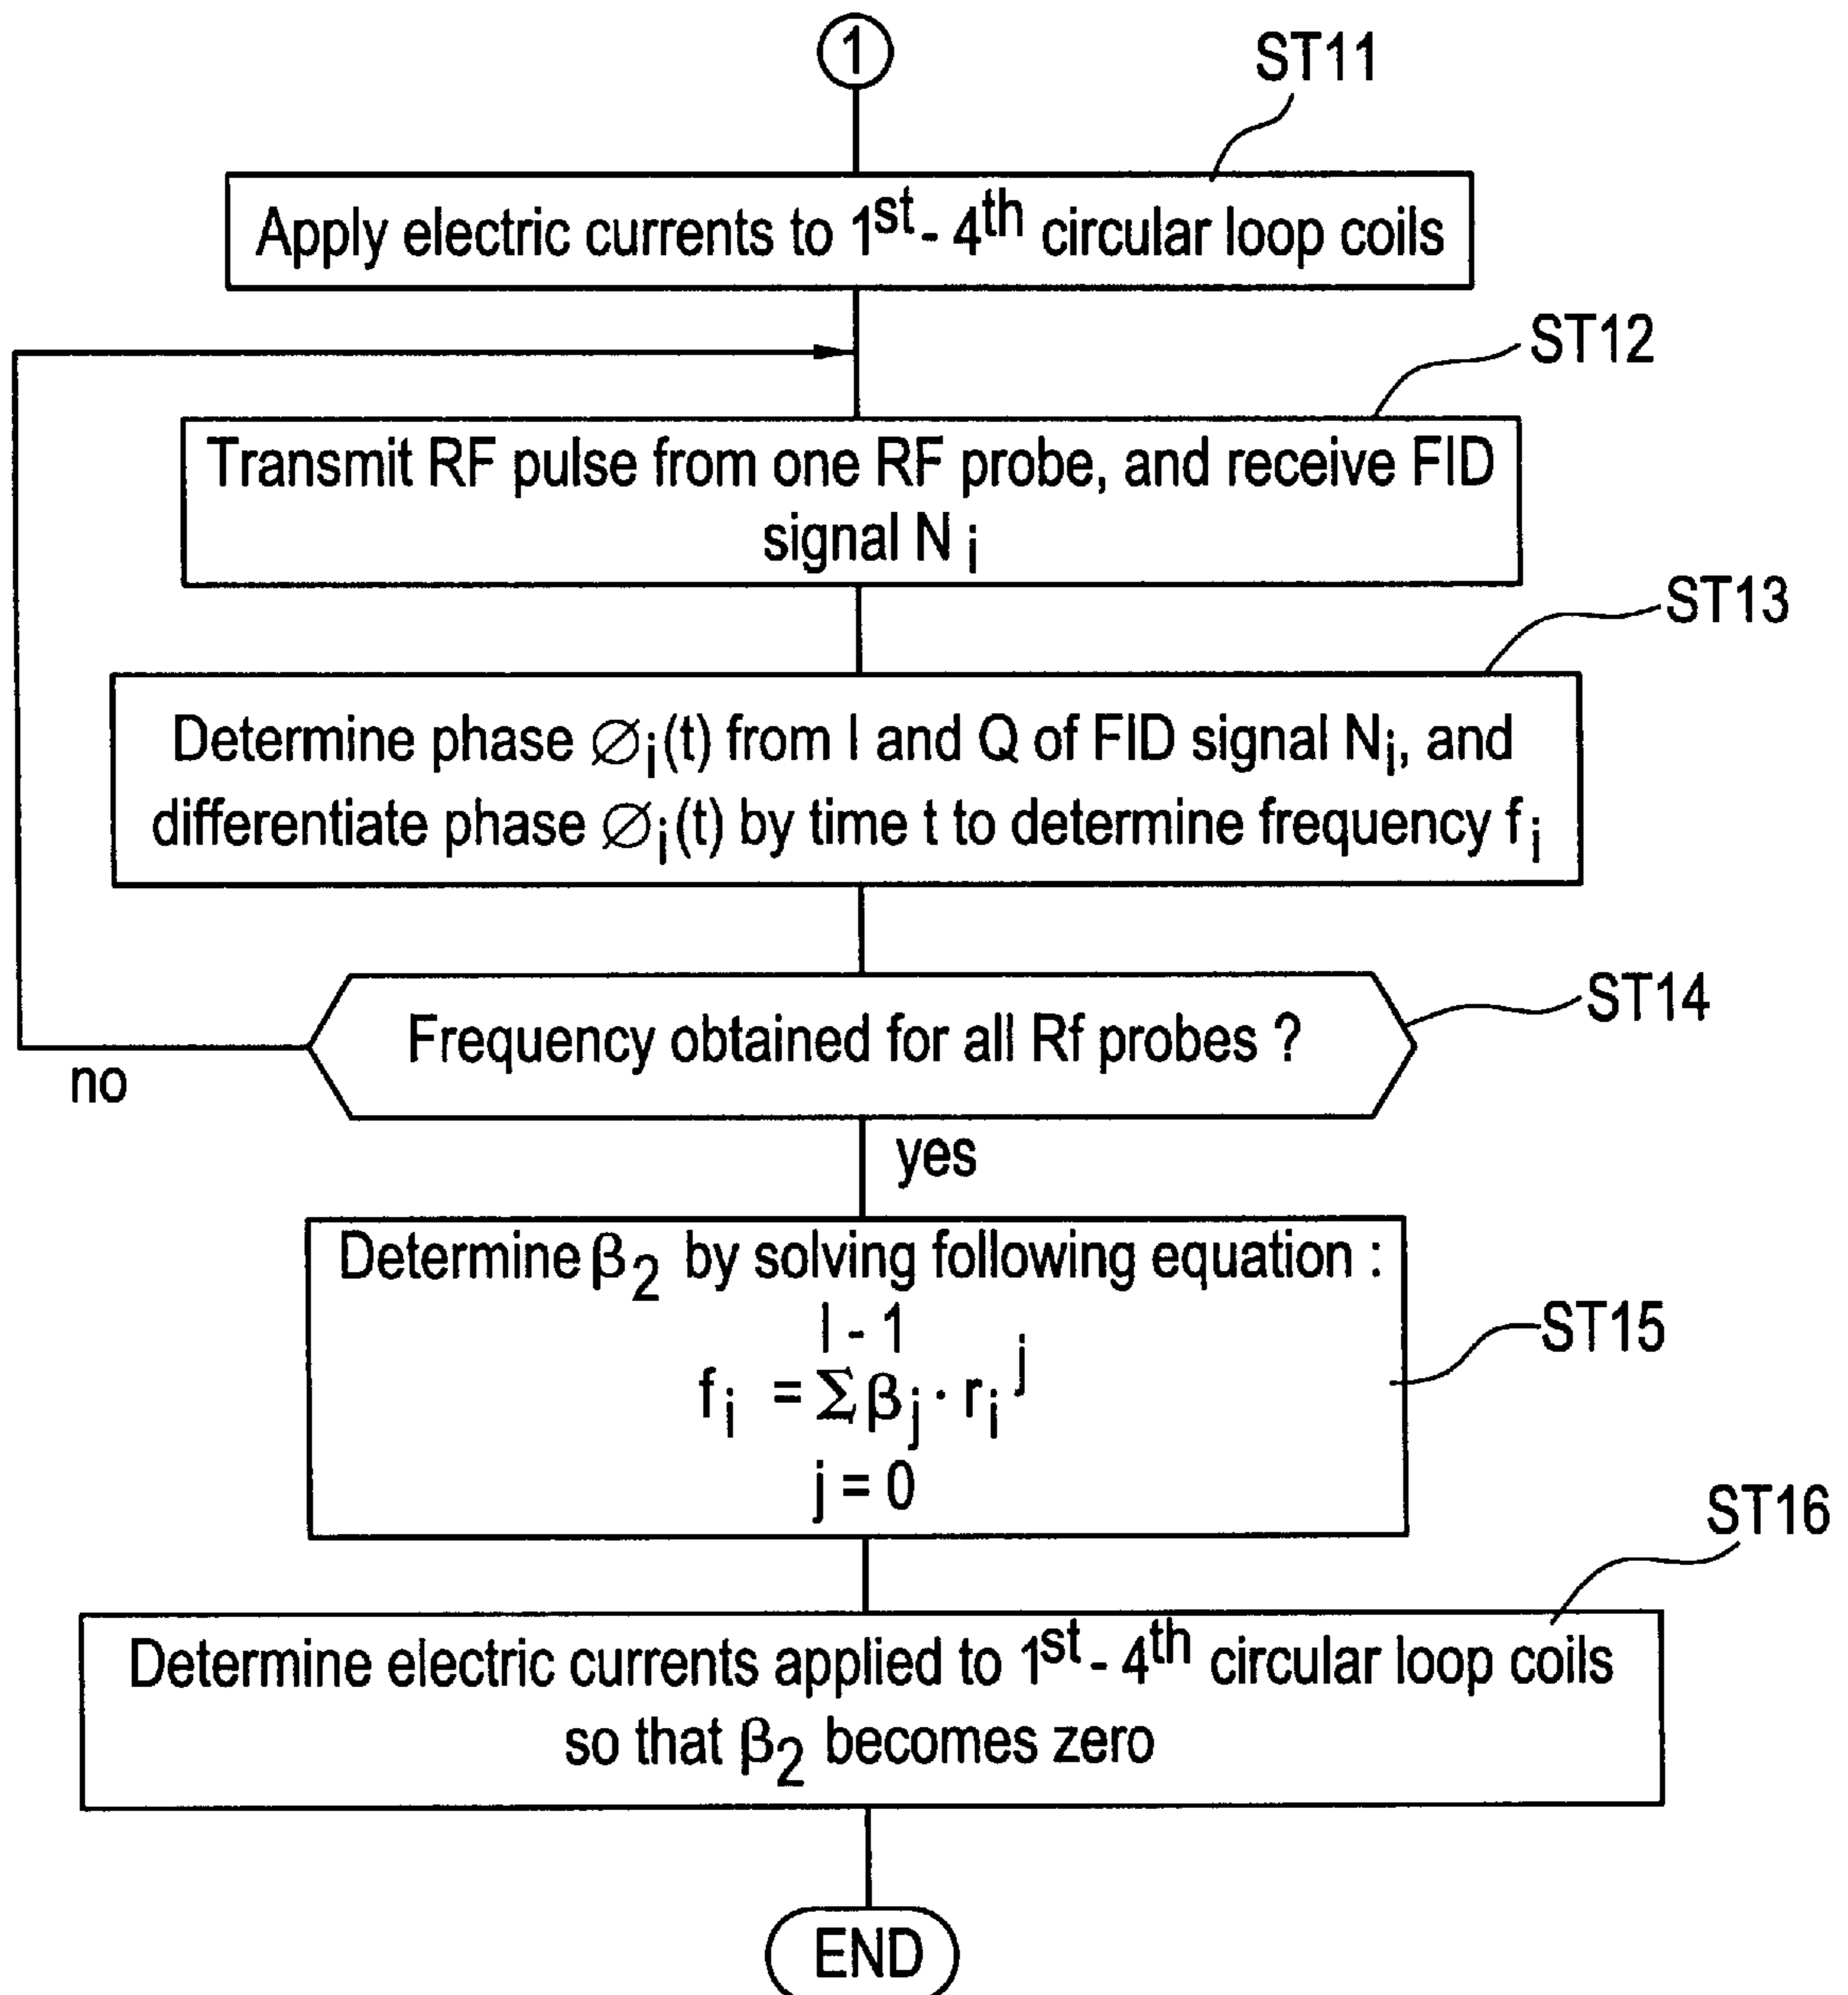 1
ST11
Apply electric currents to 1st - 4th circular loop coils
ST12
Transmit RF pulse from one RF probe, and receive FID
signal N i
ST13
Determine phase ∅i(t) from I and Q of FID signal Ni, and
differentiate phase ∅i(t) by time t to determine frequency f i
ST14
Frequency obtained for all Rf probes ?
no
yes
Determine β2 by solving following equation :
I - 1
f i = Σ βj · ri j
j = 0
ST15
ST16
Determine electric currents applied to 1st - 4th circular loop coils
so that β2 becomes zero
END